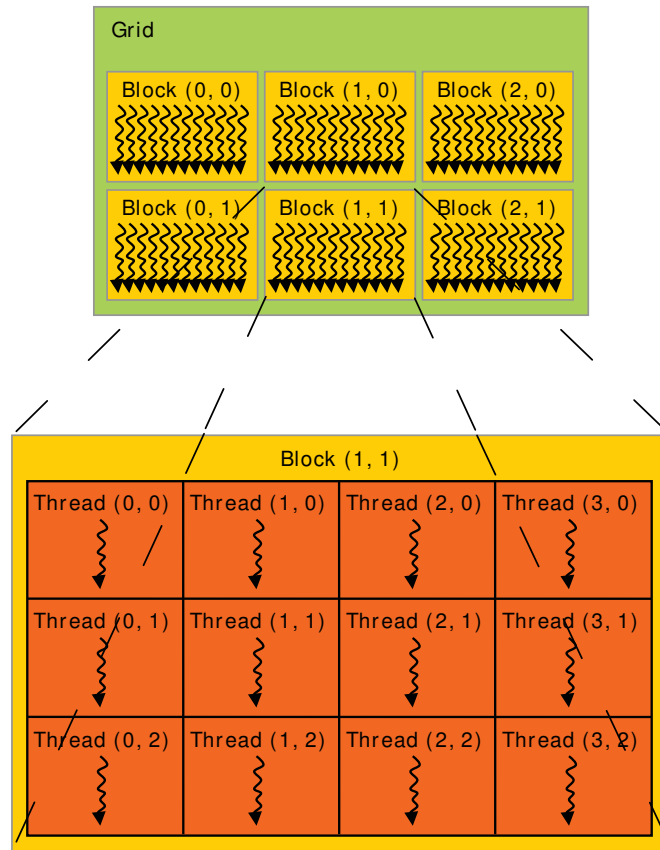 Grid
Block (0, 0) Block (1, 0) Block (2, 0)
Block (0, 1) Block (1, 1) Block (2, 1)
Block (1, 1)
Thread (0, 0) Thread (1, 0) Thread (2, 0) Thread (3, 0)
Thread (0, 1) Thread (1, 1) Thread (2, 1) Thread (3, 1)
Thread (0, 2) Thread (1, 2) Thread (2, 2) Thread (3, 2)